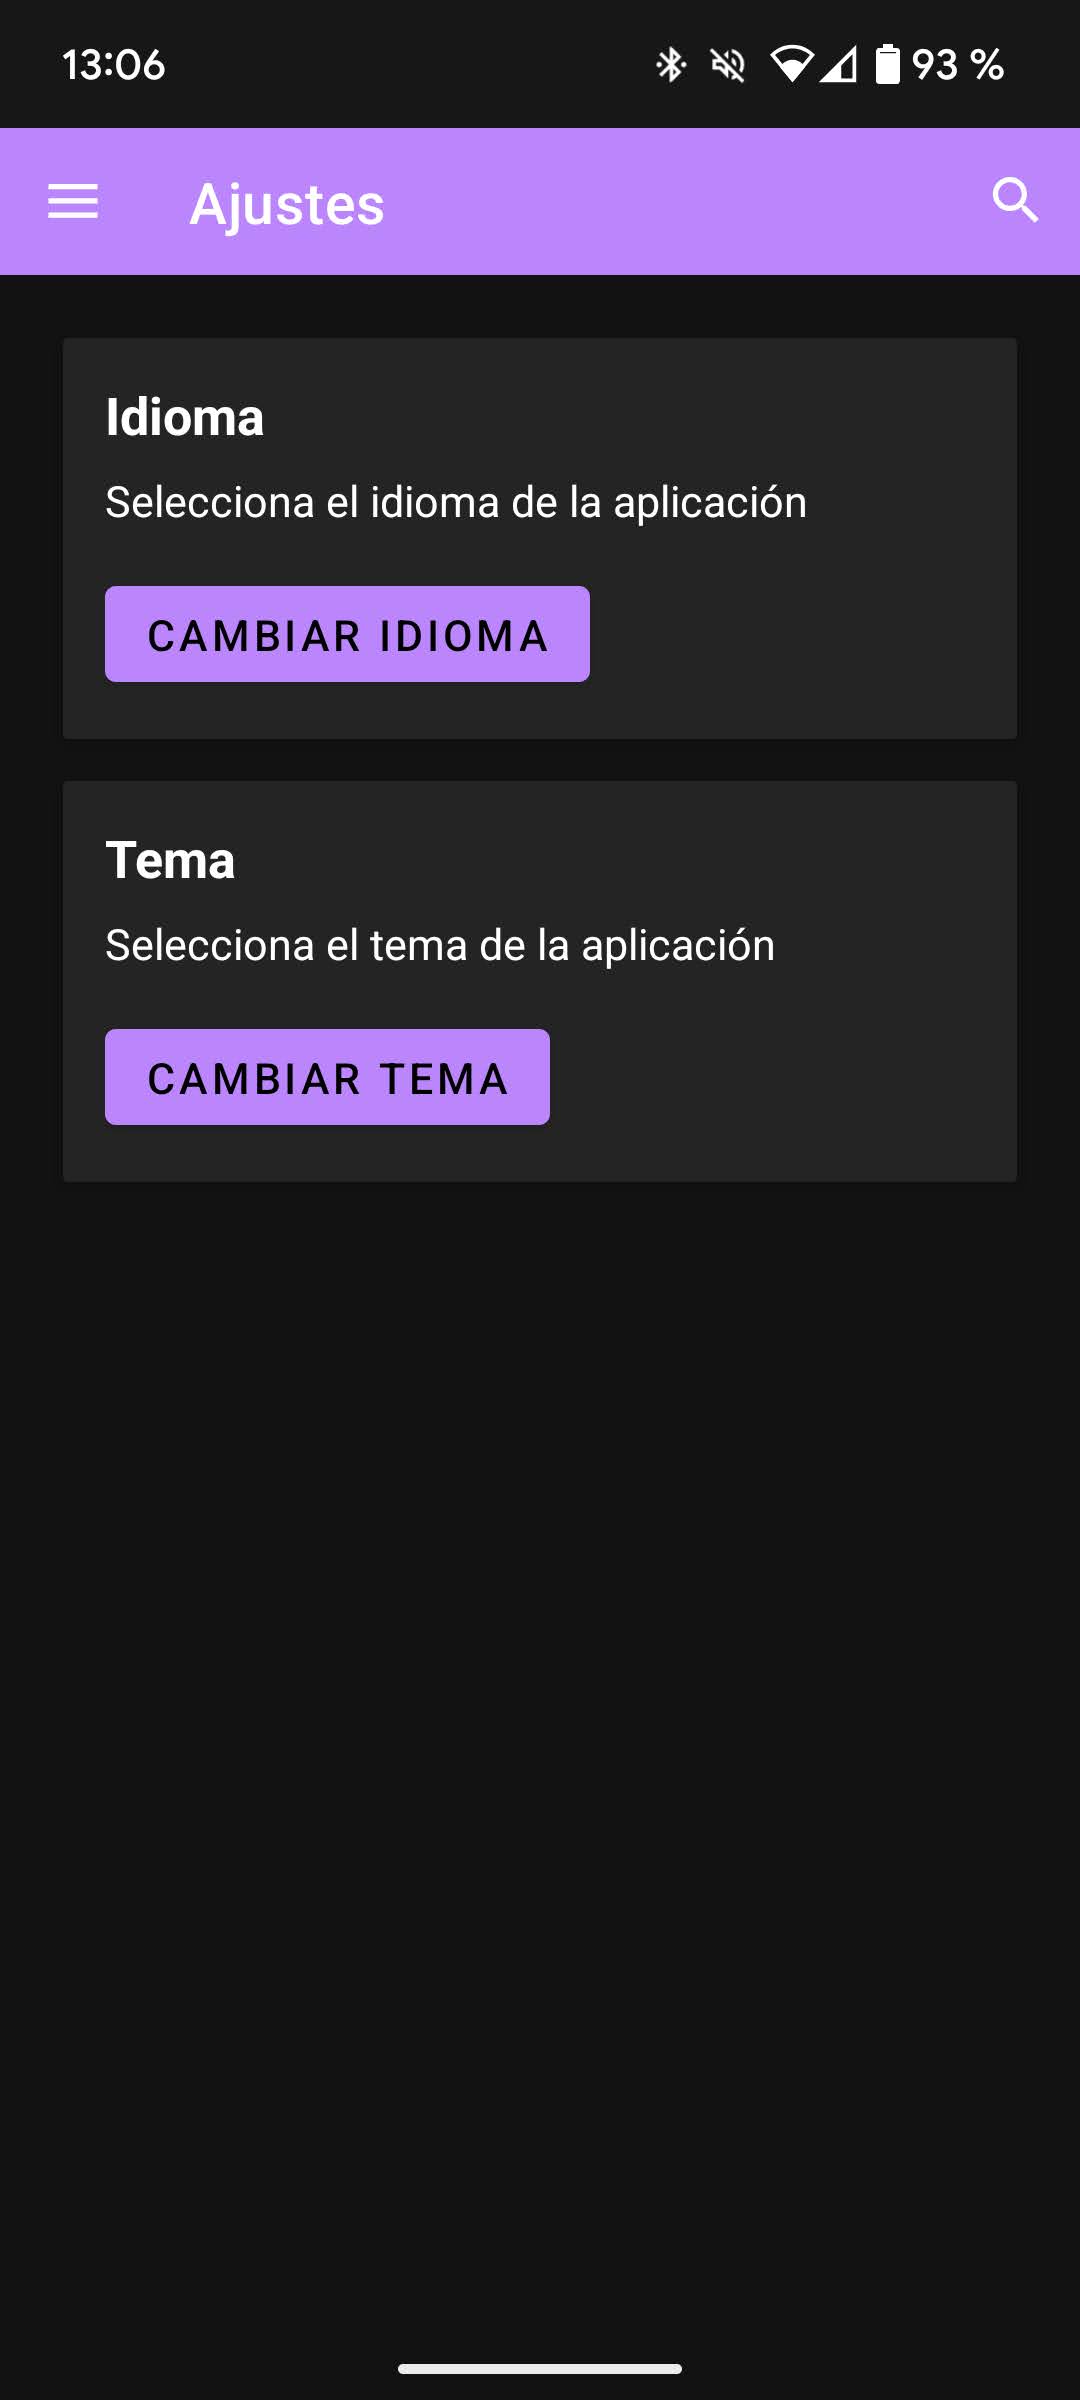 13:06
93 %
Ajustes
Idioma
Selecciona el idioma de la aplicación
CAMBIAR IDIOMA
Tema
Selecciona el tema de la aplicación
CAMBIAR TEMA